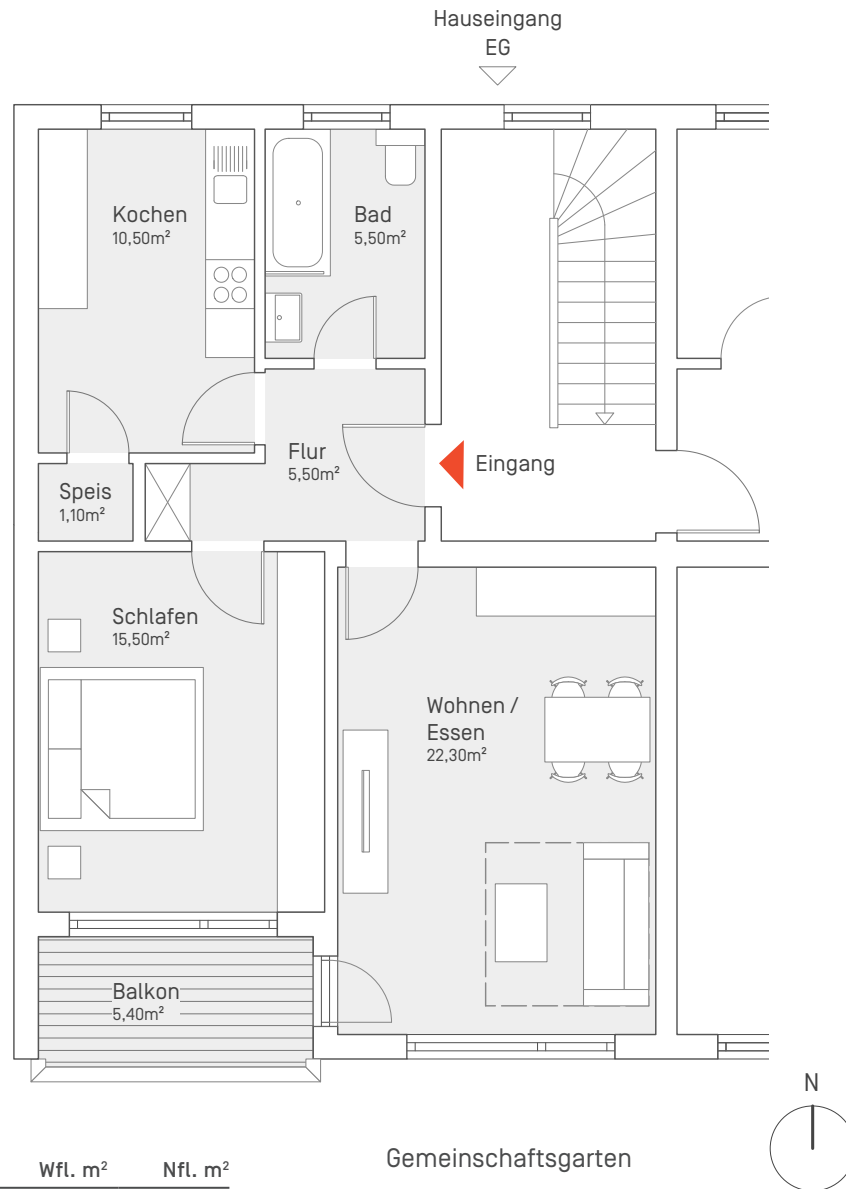 Hauseingang
EG
Kochen
10,50m²
Bad
5,50m²
Flur
5,50m²
Eingang
Speis
1,10m²
Schlafen
15,50m²
Wohnen /
Essen
22,30m²
Balkon
5,40m²
N
Gemeinschaftsgarten
Wfl. m² Nfl. m²